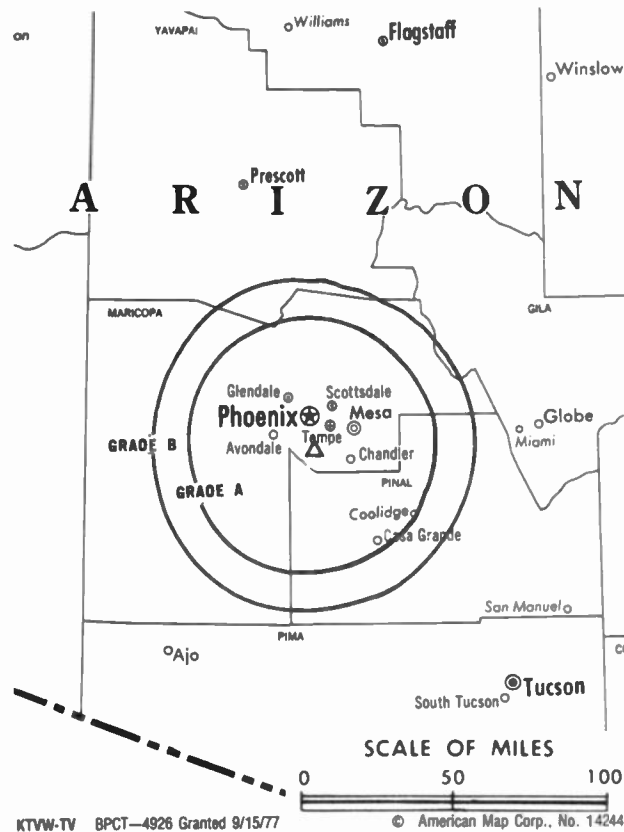 on
YAVAPAI
Williams
Flagstaff
Winslow
Prescott
A R I Z O N
MARICOPA
GILA
Glendale
Scottsdale
Phoenix
Mesa
Globe
Miami
GRADE B
Avondale
Tempe
Chandler
GRADE A
PINAL
Coolidge
Casa Grande
San Manuel
PIMA
C
Ajo
Tucson
South Tucson
SCALE OF MILES
0 50 100
KTVW-TV BPCT—4926 Granted 9/15/77 © American Map Corp., No. 14244